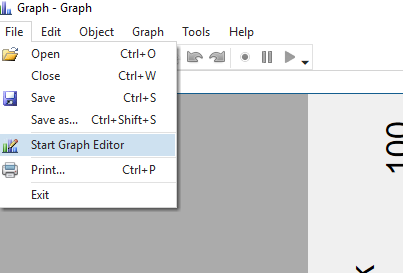 Graph - Graph
File Edit Object Graph Tools Help
Open Ctrl+O
Close Ctrl+W
Save Ctrl+S
Save as... Ctrl+Shift+S
Start Graph Editor
Print... Ctrl+P
Exit
100